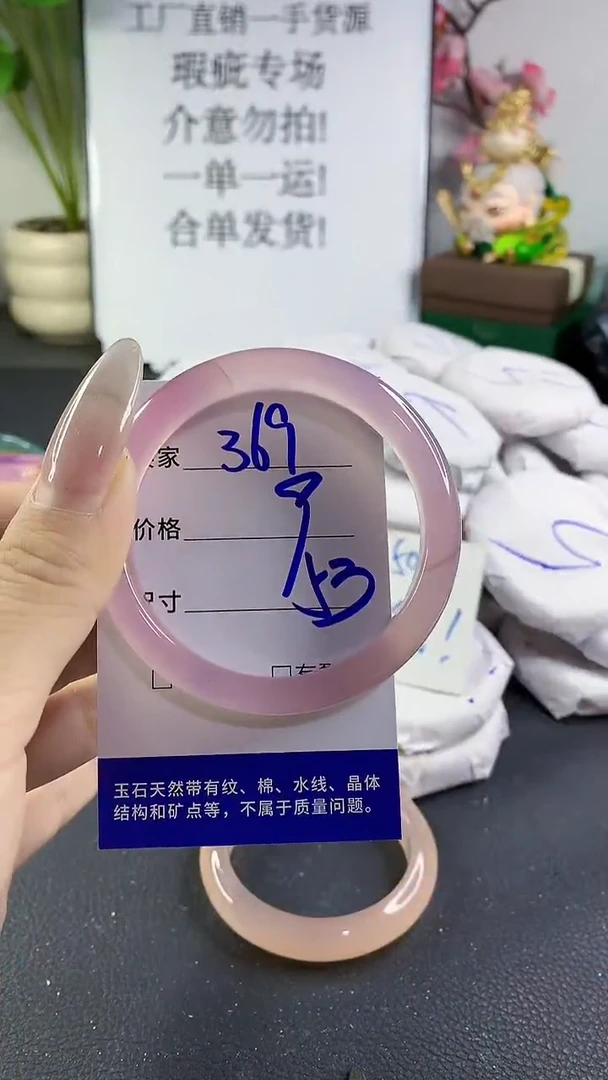 工厂直销一手货源
瑕疵专场
介意勿拍!
一单一运!
合单发货!
家 369
价格
寸 53
玉石天然带有纹、棉、水线、晶体
结构和矿点等，不属于质量问题。